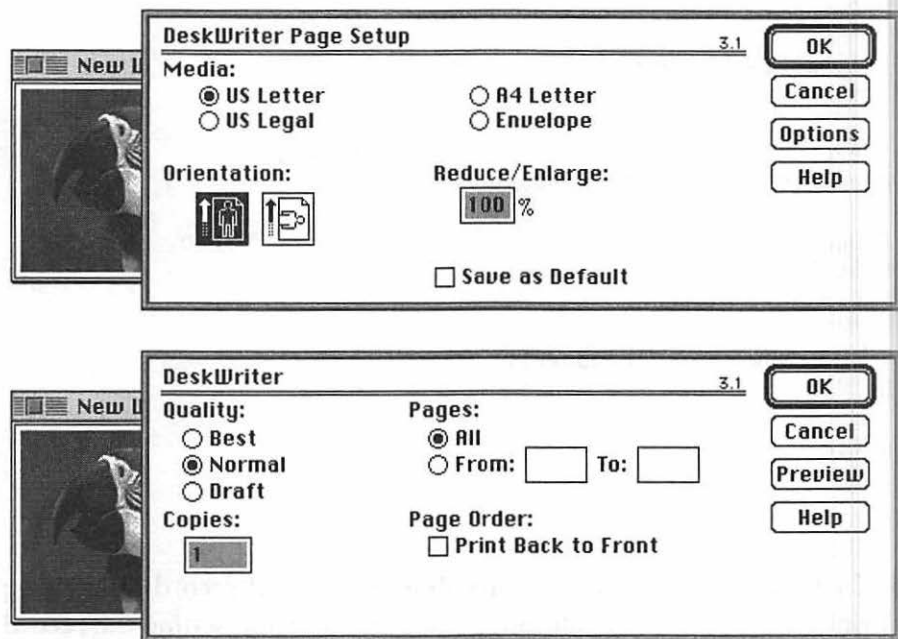 DeskWriter Page Setup 3.1 OK
New
Media:
US Letter A4 Letter Cancel
US Legal Envelope
Options
Orientation: Reduce/Enlarge: Help
100 %
Save as Default
DeskWriter 3.1 OK
New
Quality: Pages:
Best All Cancel
Normal From: To:
Draft Preview
Copies: Page Order: Help
1 Print Back to Front